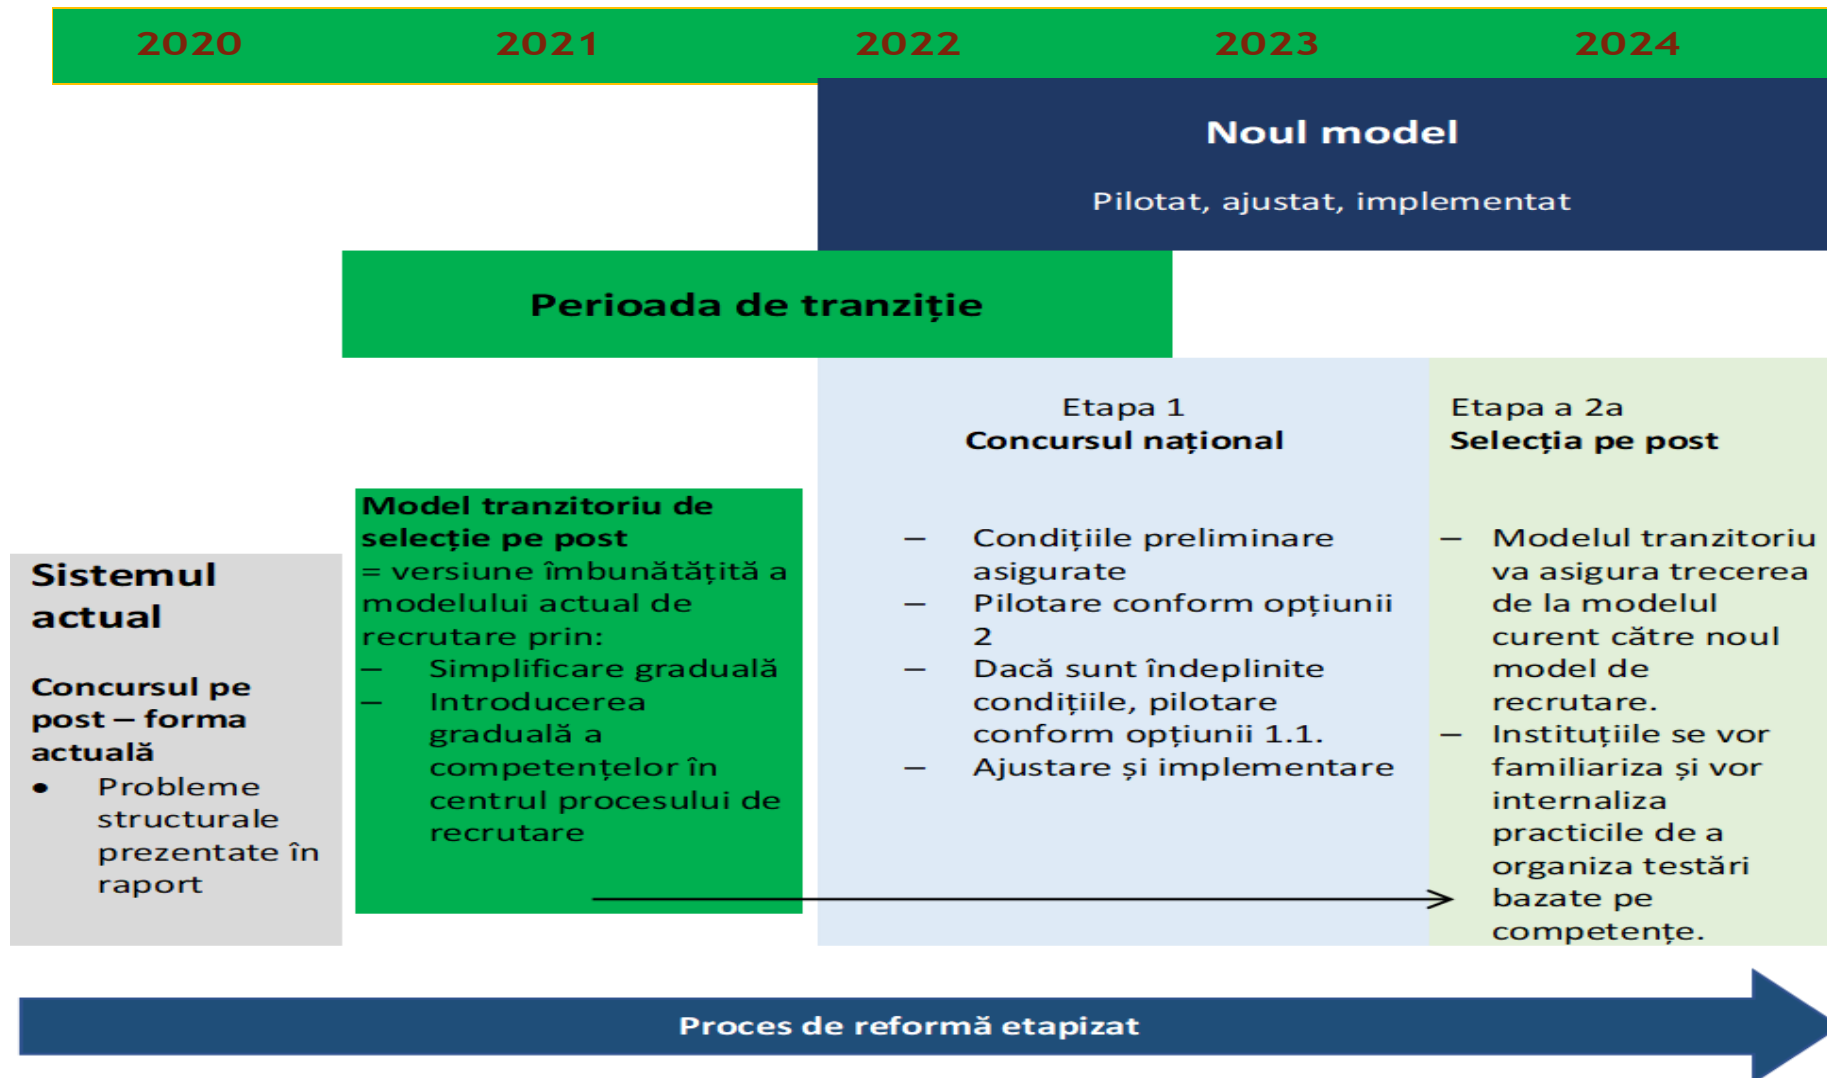 2020 2021 2022 2023 2024
Noul model
Pilotat, ajustat, implementat
Perioada de tranziție
Sistemul
actual
Concursul pe
post – forma
actuală
• Probleme
structurale
prezentate în
raport
Model tranzitoriu de
selecție pe post
= versiune îmbunătățită a
modelului actual de
recrutare prin:
– Simplificare graduală
– Introducerea
graduală a
competențelor în
centrul procesului de
recrutare
Etapa 1
Concursul național
– Condițiile preliminare
asigurate
– Pilotare conform opțiunii
2
– Dacă sunt îndeplinite
condițiile, pilotare
conform opțiunii 1.1.
– Ajustare și implementare
Etapa a 2a
Selecția pe post
– Modelul tranzitoriu
va asigura trecerea
de la modelul
curent către noul
model de
recrutare.
– Instituțiile se vor
familiariza și vor
internaliza
practicile de a
organiza testări
bazate pe
competențe.
Proces de reformă etapizat